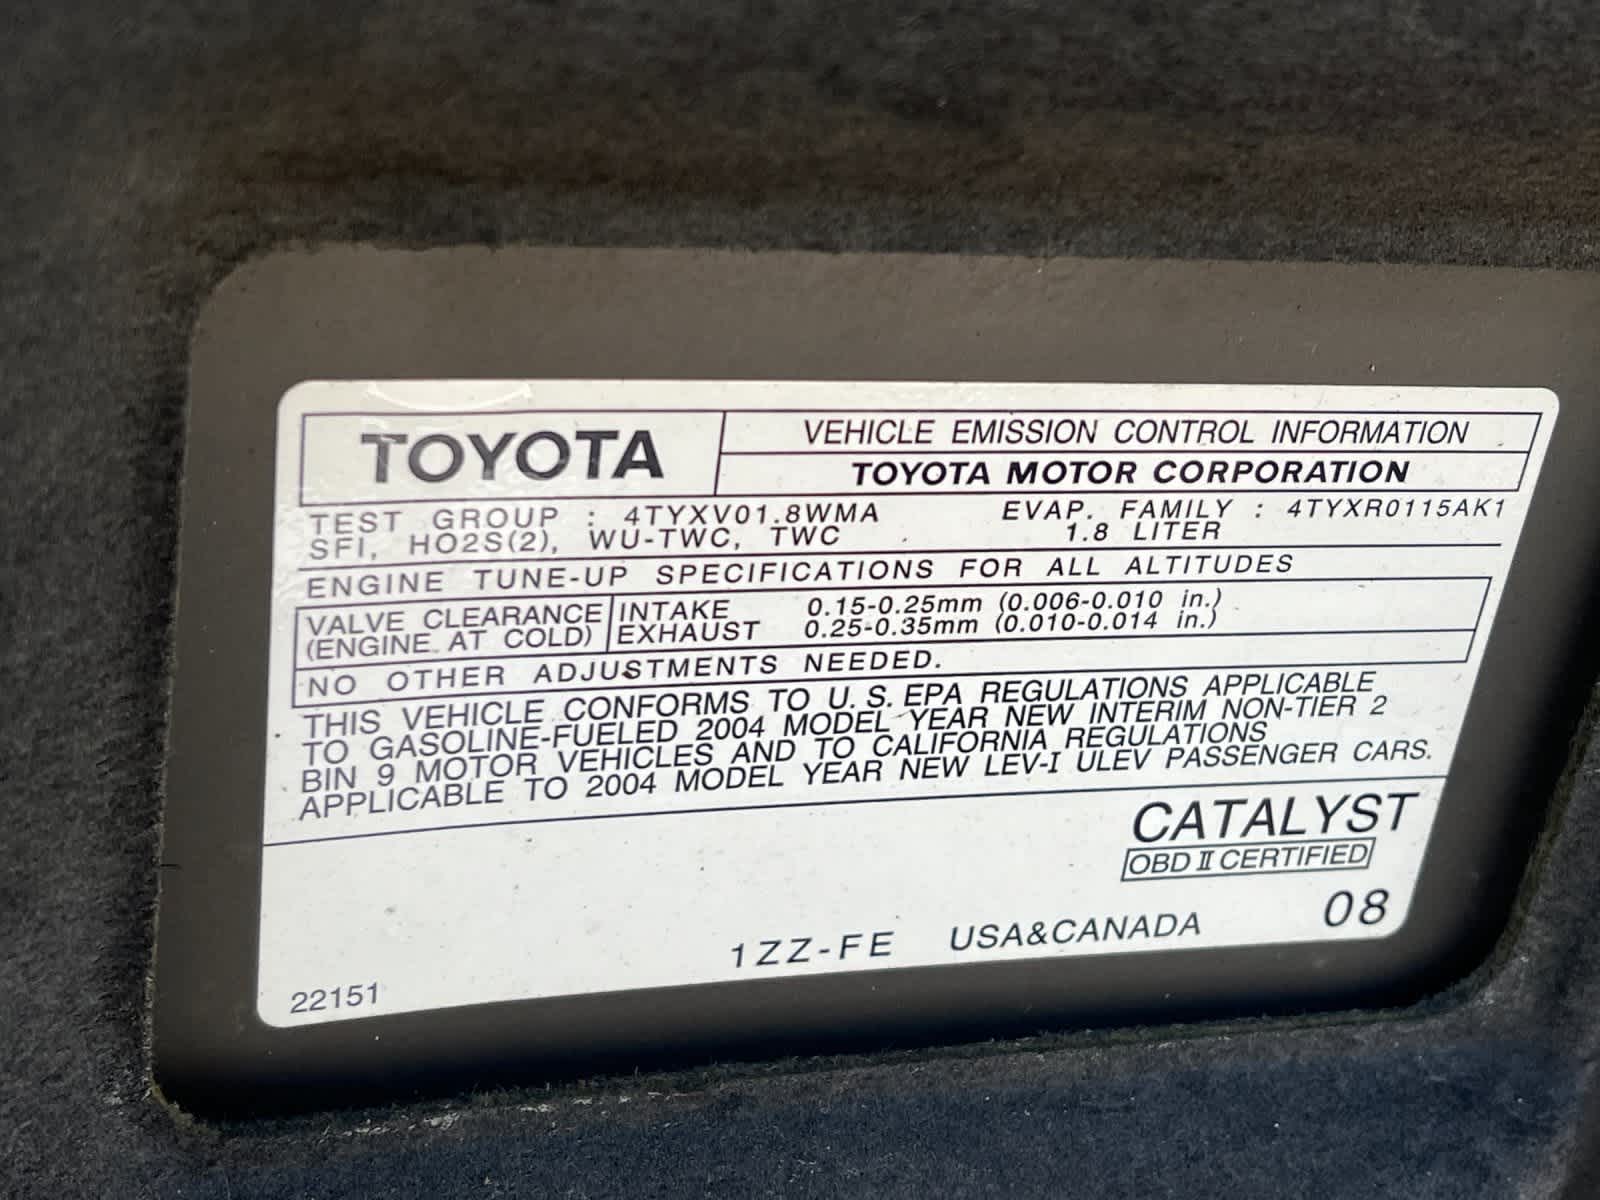 TOYOTA
VEHICLE EMISSION CONTROL INFORMATION
TOYOTA MOTOR CORPORATION
TEST GROUP : 4TYXV01.8WMA EVAP. FAMILY : 4TYXR0115AK1
SFI, HO2S(2), WU-TWC, TWC 1.8 LITER
ENGINE TUNE-UP SPECIFICATIONS FOR ALL ALTITUDES
VALVE CLEARANCE INTAKE 0.15-0.25mm (0.006-0.010 in.)
(ENGINE AT COLD) EXHAUST 0.25-0.35mm (0.010-0.014 in.)
NO OTHER ADJUSTMENTS NEEDED.
THIS VEHICLE CONFORMS TO U.S. EPA REGULATIONS APPLICABLE
TO GASOLINE-FUELED 2004 MODEL YEAR NEW INTERIM NON-TIER 2
BIN 9 MOTOR VEHICLES AND TO CALIFORNIA REGULATIONS
APPLICABLE TO 2004 MODEL YEAR NEW LEV-I ULEV PASSENGER CARS.
CATALYST
OBD II CERTIFIED
1ZZ-FE USA&CANADA 08
22151